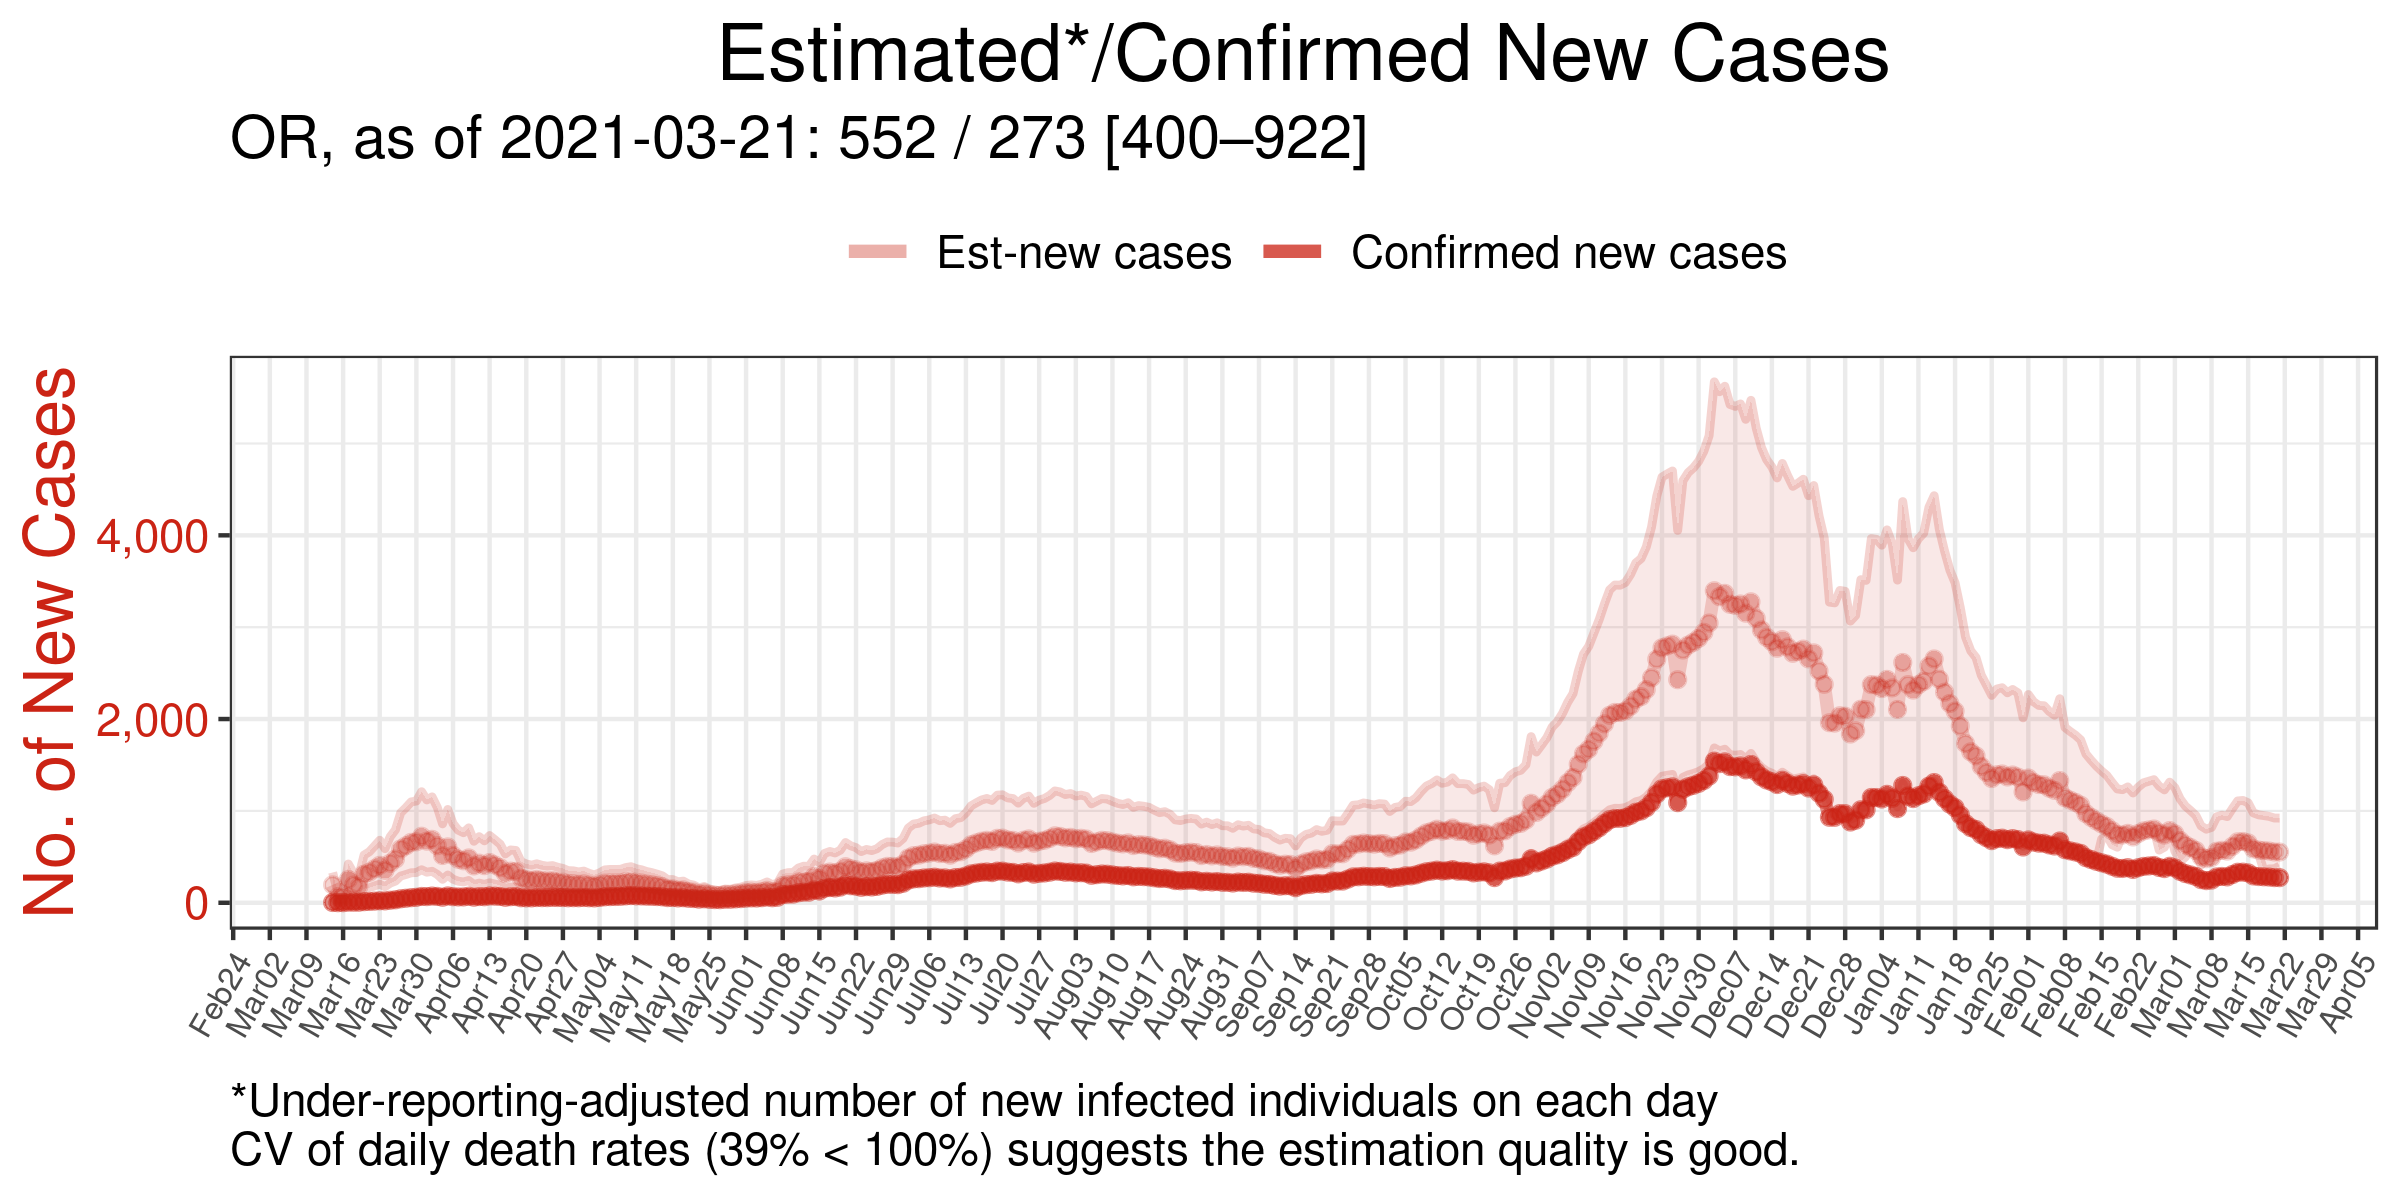 Estimated*/Confirmed New Cases
OR, as of 2021-03-21: 552 / 273 [400–922]
Est-new cases Confirmed new cases
No. of New Cases
4,000
2,000
0
Feb24 Mar02 Mar09 Mar16 Mar23 Mar30 Apr06 Apr13 Apr20 Apr27 May04 May11 May18 May25 Jun01 Jun08 Jun15 Jun22 Jun29 Jul06 Jul13 Jul20 Jul27 Aug03 Aug10 Aug17 Aug24 Aug31 Sep07 Sep14 Sep21 Sep28 Oct05 Oct12 Oct19 Oct26 Nov02 Nov09 Nov16 Nov23 Nov30 Dec07 Dec14 Dec21 Dec28 Jan04 Jan11 Jan18 Jan25 Feb01 Feb08 Feb15 Feb22 Mar01 Mar08 Mar15 Mar22 Mar29 Apr05
*Under-reporting-adjusted number of new infected individuals on each day
CV of daily death rates (39% < 100%) suggests the estimation quality is good.